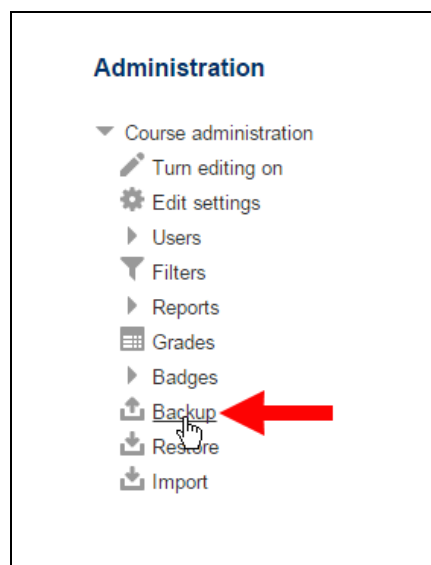 Administration
Course administration
Turn editing on
Edit settings
Users
Filters
Reports
Grades
Badges
Backup
Restore
Import